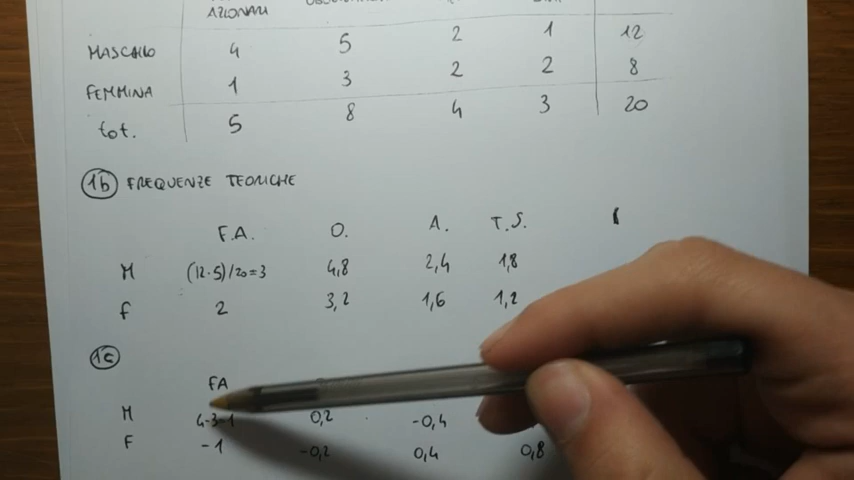 AZIONARI
MASCHIO 4 5 2 1 12
FEMMINA 1 3 2 2 8
tot. 5 8 4 3 20
1b FREQUENZE TEORICHE
F.A. O. A. T.S.
M (12·5)/20=3 4,8 2,4 1,8
F 2 3,2 1,6 1,2
1c
FA
M 4-3=1 0,2 -0,4
F -1 -0,2 0,4 0,8